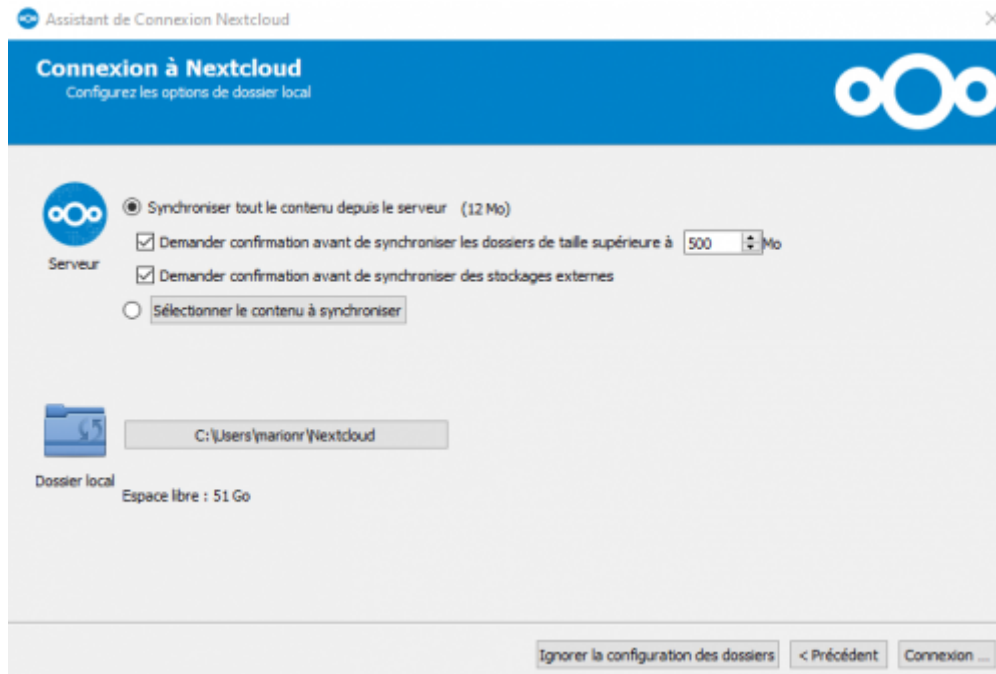 Assistant de Connexion Nextcloud
Connexion à Nextcloud
Configurez les options de dossier local
Synchroniser tout le contenu depuis le serveur (12 Mo)
Demander confirmation avant de synchroniser les dossiers de taille supérieure à 500 Mo
Serveur
Demander confirmation avant de synchroniser des stockages externes
Sélectionner le contenu à synchroniser
C:\Users\marionr\Nextcloud
Dossier local
Espace libre : 51 Go
Ignorer la configuration des dossiers < Précédent Connexion ...